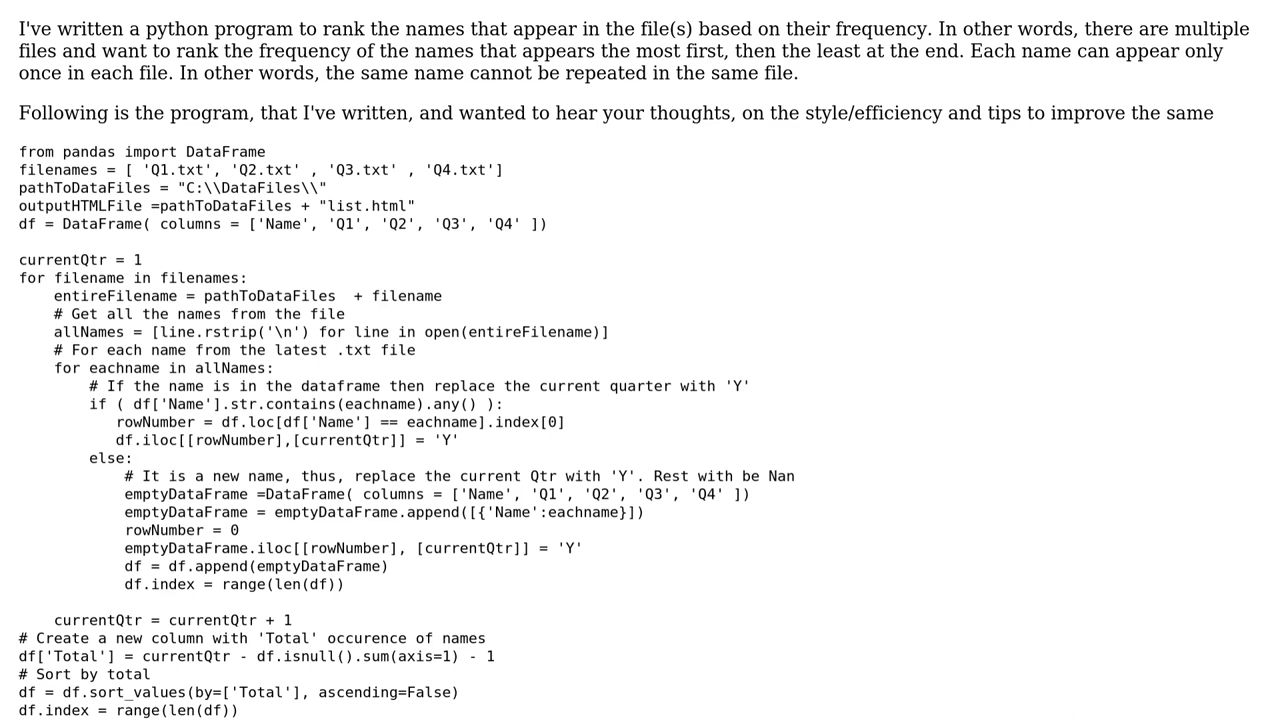 I've written a python program to rank the names that appear in the file(s) based on their frequency. In other words, there are multiple
files and want to rank the frequency of the names that appears the most first, then the least at the end. Each name can appear only
once in each file. In other words, the same name cannot be repeated in the same file.
Following is the program, that I've written, and wanted to hear your thoughts, on the style/efficiency and tips to improve the same
from pandas import DataFrame
filenames = [ 'Q1.txt', 'Q2.txt' , 'Q3.txt' , 'Q4.txt']
pathToDataFiles = "C:\\DataFiles\\"
outputHTMLFile =pathToDataFiles + "list.html"
df = DataFrame( columns = ['Name', 'Q1', 'Q2', 'Q3', 'Q4' ])
currentQtr = 1
for filename in filenames:
    entireFilename = pathToDataFiles  + filename
    # Get all the names from the file
    allNames = [line.rstrip('\n') for line in open(entireFilename)]
    # For each name from the latest .txt file
    for eachname in allNames:
        # If the name is in the dataframe then replace the current quarter with 'Y'
        if ( df['Name'].str.contains(eachname).any() ):
           rowNumber = df.loc[df['Name'] == eachname].index[0]
           df.iloc[[rowNumber],[currentQtr]] = 'Y'
        else:
            # It is a new name, thus, replace the current Qtr with 'Y'. Rest with be Nan
            emptyDataFrame =DataFrame( columns = ['Name', 'Q1', 'Q2', 'Q3', 'Q4' ])
            emptyDataFrame = emptyDataFrame.append([{'Name':eachname}])
            rowNumber = 0
            emptyDataFrame.iloc[[rowNumber], [currentQtr]] = 'Y'
            df = df.append(emptyDataFrame)
            df.index = range(len(df))
    currentQtr = currentQtr + 1
# Create a new column with 'Total' occurence of names
df['Total'] = currentQtr - df.isnull().sum(axis=1) - 1
# Sort by total
df = df.sort_values(by=['Total'], ascending=False)
df.index = range(len(df))